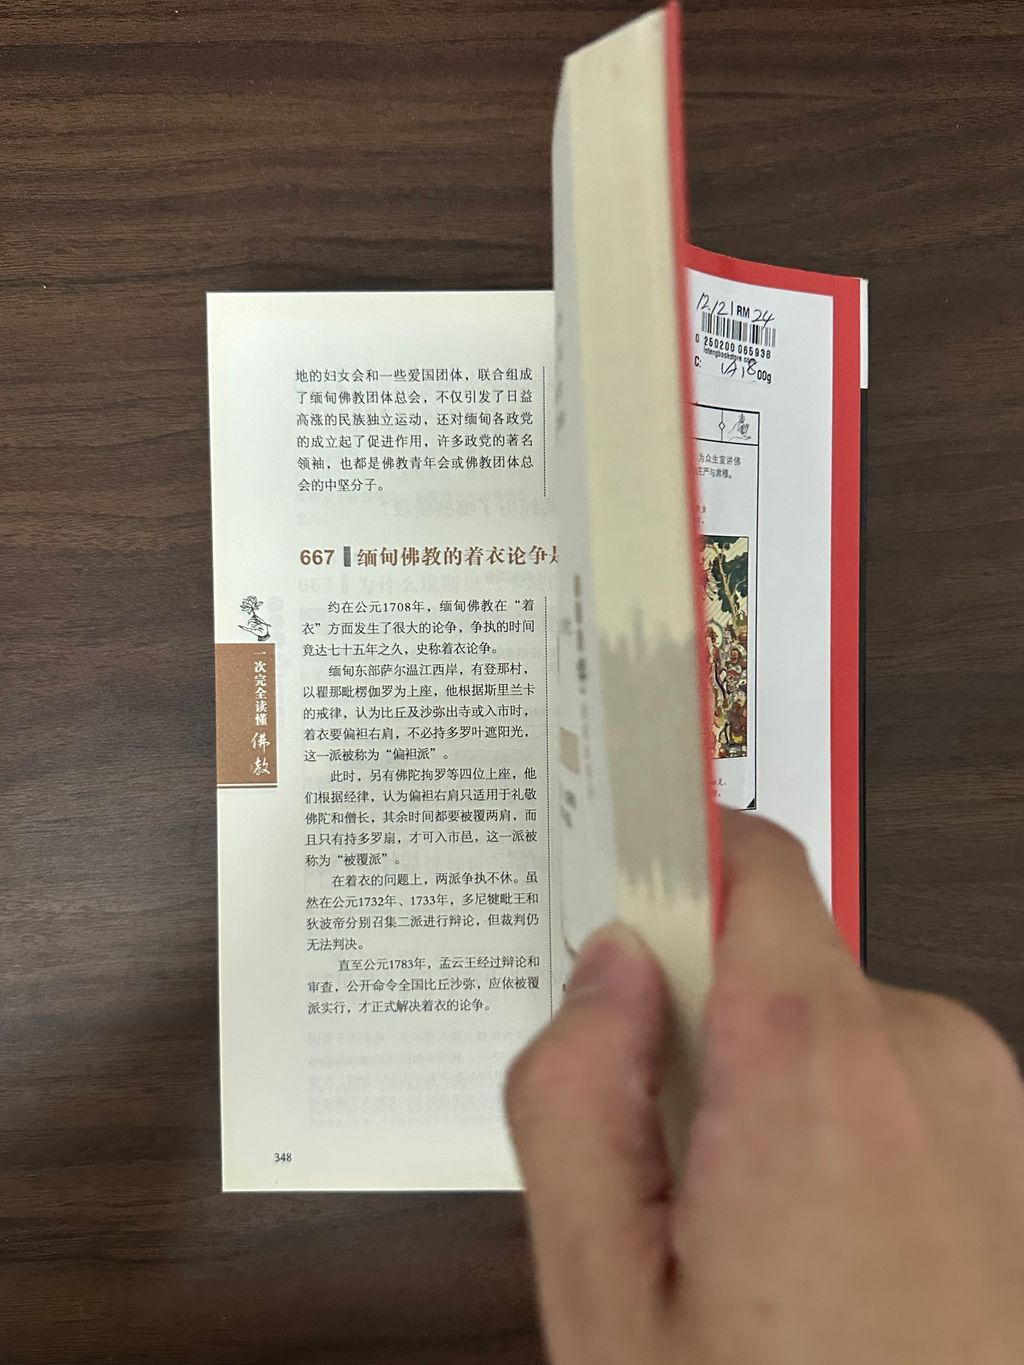 地的妇女会和一些爱国团体，联合组成
了缅甸佛教团体总会，不仅引发了日益
高涨的民族独立运动，还对缅甸各政党
的成立起了促进作用，许多政党的著名
领袖，也都是佛教青年会或佛教团体总
会的中坚分子。
667 缅甸佛教的着衣论争
约在公元1708年，缅甸佛教在“着
衣”方面发生了很大的论争，争执的时间
竟达七十五年之久，史称着衣论争。
缅甸东部萨尔温江西岸，有登那村，
以瞿那毗楞伽罗为上座，他根据斯里兰卡
的戒律，认为比丘及沙弥出寺或入市时，
着衣要偏袒右肩，不必持多罗叶遮阳光，
这一派被称为“偏袒派”。
此时，另有佛陀拘罗等四位上座，他
们根据经律，认为偏袒右肩只适用于礼敬
佛陀和僧长，其余时间都要被覆两肩，而
且只有持多罗扇，才可入市邑，这一派被
称为“被覆派”。
在着衣的问题上，两派争执不休。虽
然在公元1732年、1733年，多尼犍毗王和
狄波帝分别召集二派进行辩论，但裁判仍
无法判决。
直至公元1783年，孟云王经过辩论和
审查，公开命令全国比丘沙弥，应依被覆
派实行，才正式解决着衣的论争。
一次完全读懂
佛教
348
12.12 RM 24
0 250200 065938
C: 00g
为众生宣讲佛
生产与肃穆。